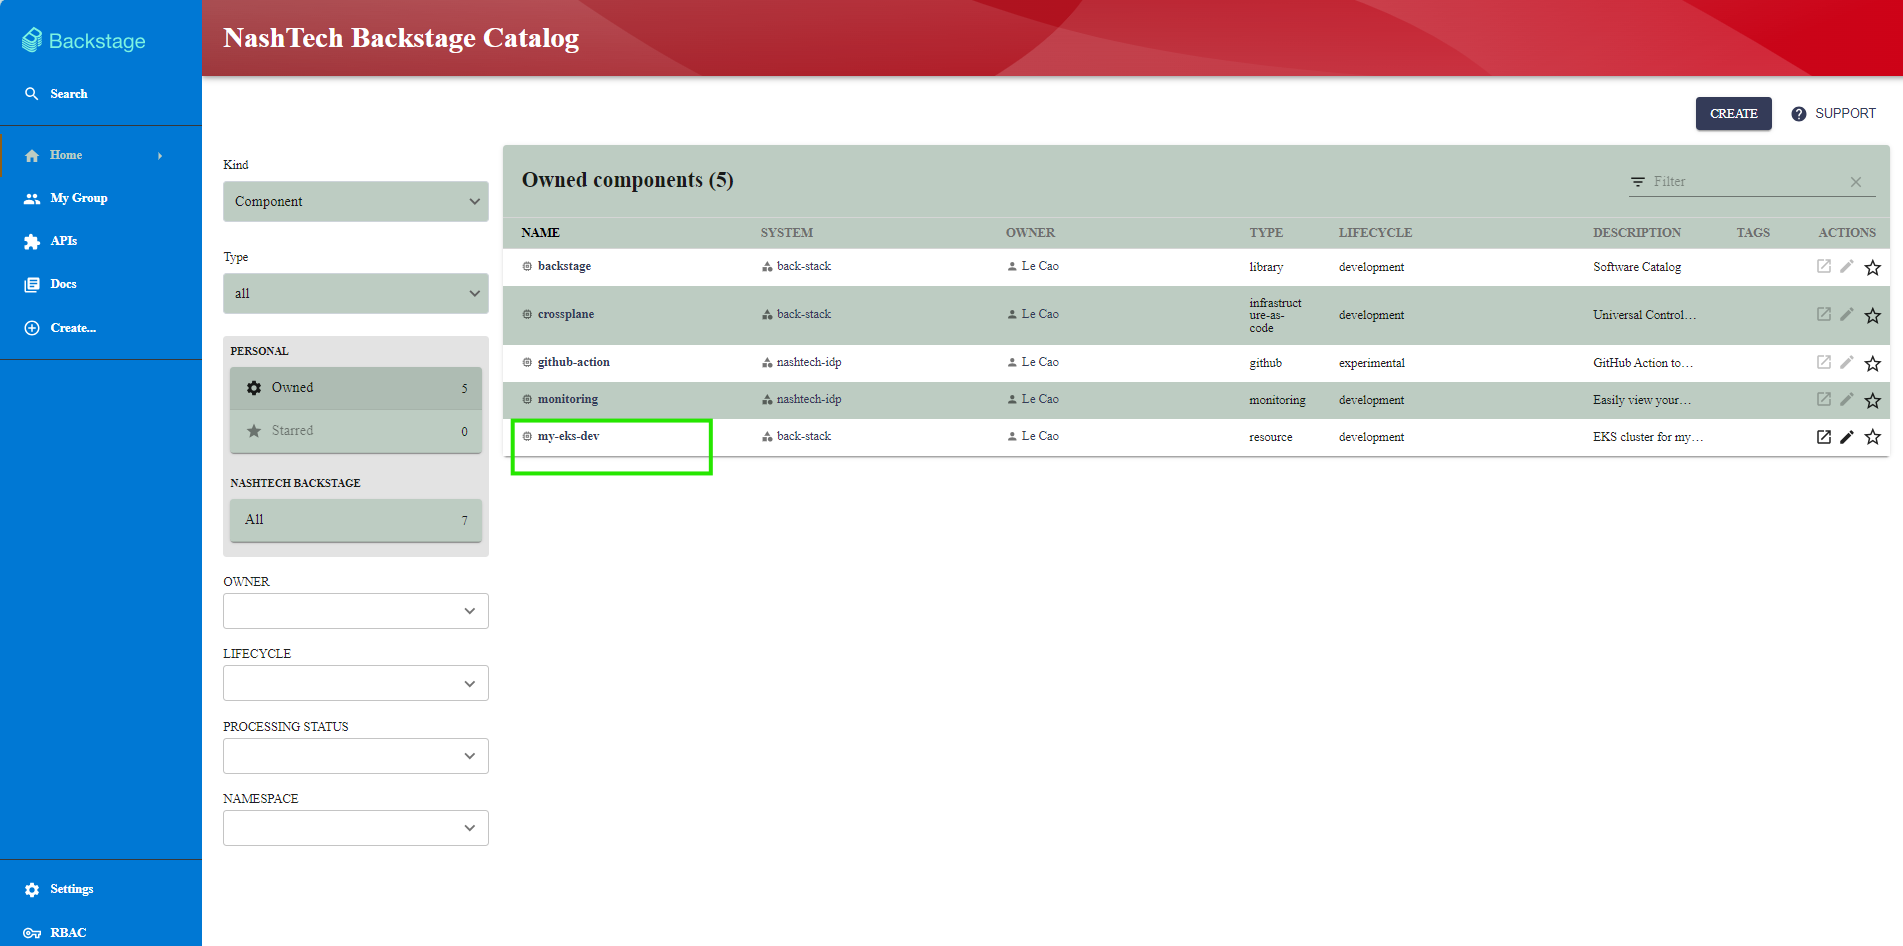 Backstage
Search
Home
My Group
APIs
Docs
Create...
Settings
RBAC
NashTech Backstage Catalog
CREATE
SUPPORT
Kind
Component
Type
all
PERSONAL
Owned 5
Starred 0
NASHTECH BACKSTAGE
All 7
OWNER
LIFECYCLE
PROCESSING STATUS
NAMESPACE
Owned components (5)
Filter
NAME SYSTEM OWNER TYPE LIFECYCLE DESCRIPTION TAGS ACTIONS
backstage back-stack Le Cao library development Software Catalog
crossplane back-stack Le Cao infrastruct
ure-as-
code development Universal Control…
github-action nashtech-idp Le Cao github experimental GitHub Action to…
monitoring nashtech-idp Le Cao monitoring development Easily view your…
my-eks-dev back-stack Le Cao resource development EKS cluster for my…